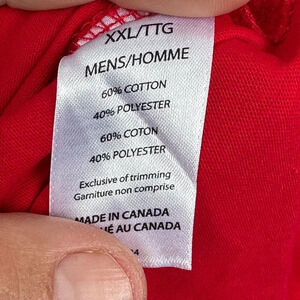 XXL/TTG
MENS/HOMME
60% COTTON
40% POLYESTER
60% COTON
40% POLYESTER
Exclusive of trimming
Garniture non comprise
MADE IN CANADA
AU CANADA